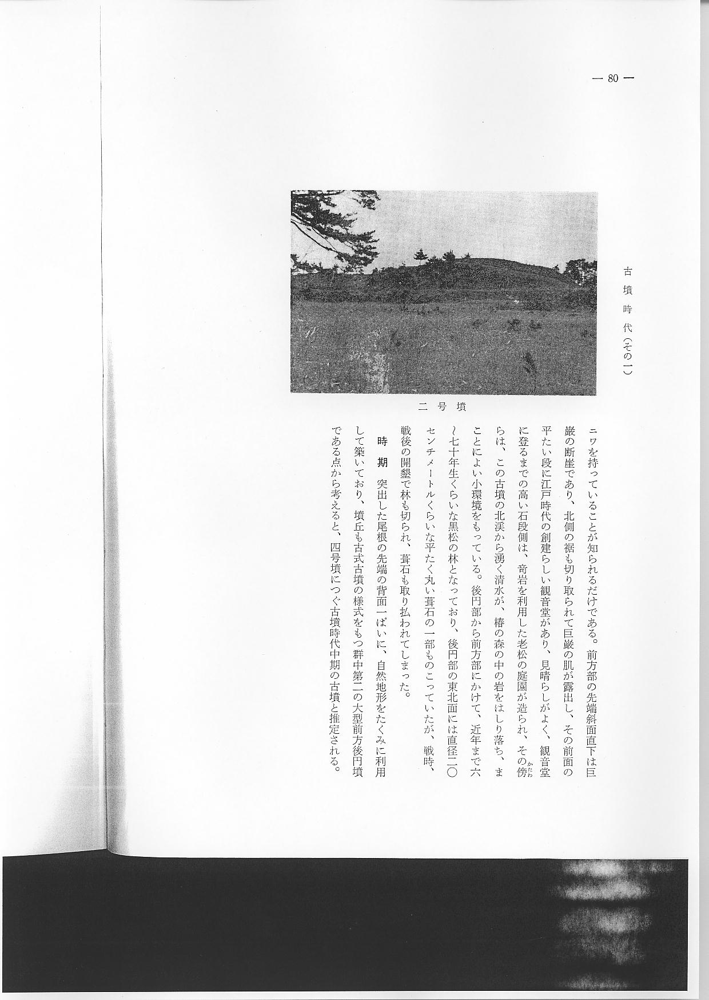 ― 80 ―
古墳時代（その一）
二号墳
ニワを持っていることが知られるだけである。前方部の先端斜面直下は巨
巌の断崖であり、北側の裾も切り取られて巨巌の肌が露出し、その前面の
平たい段に江戸時代の創建らしい観音堂があり、見晴らしがよく、観音堂
に登るまでの高い石段側は、奇岩を利用した老松の庭園が造られ、その傍かたわ
らは、この古墳の北渓から湧く清水が、椿の森の中の岩をはしり落ち、ま
ことによい小環境をもっている。後円部から前方部にかけて、近年まで六
〜七十年生くらいな黒松の林となっており、後円部の東北面には直径二〇
センチメートルくらいな平たく丸い葺石の一部ものこっていたが、戦時、
戦後の開墾で林も切られ、葺石も取り払われてしまった。
時　期　突出した尾根の先端の背面一ぱいに、自然地形をたくみに利用
して築いており、墳丘も古式古墳の様式をもつ群中第二の大型前方後円墳
である点から考えると、四号墳につぐ古墳時代中期の古墳と推定される。